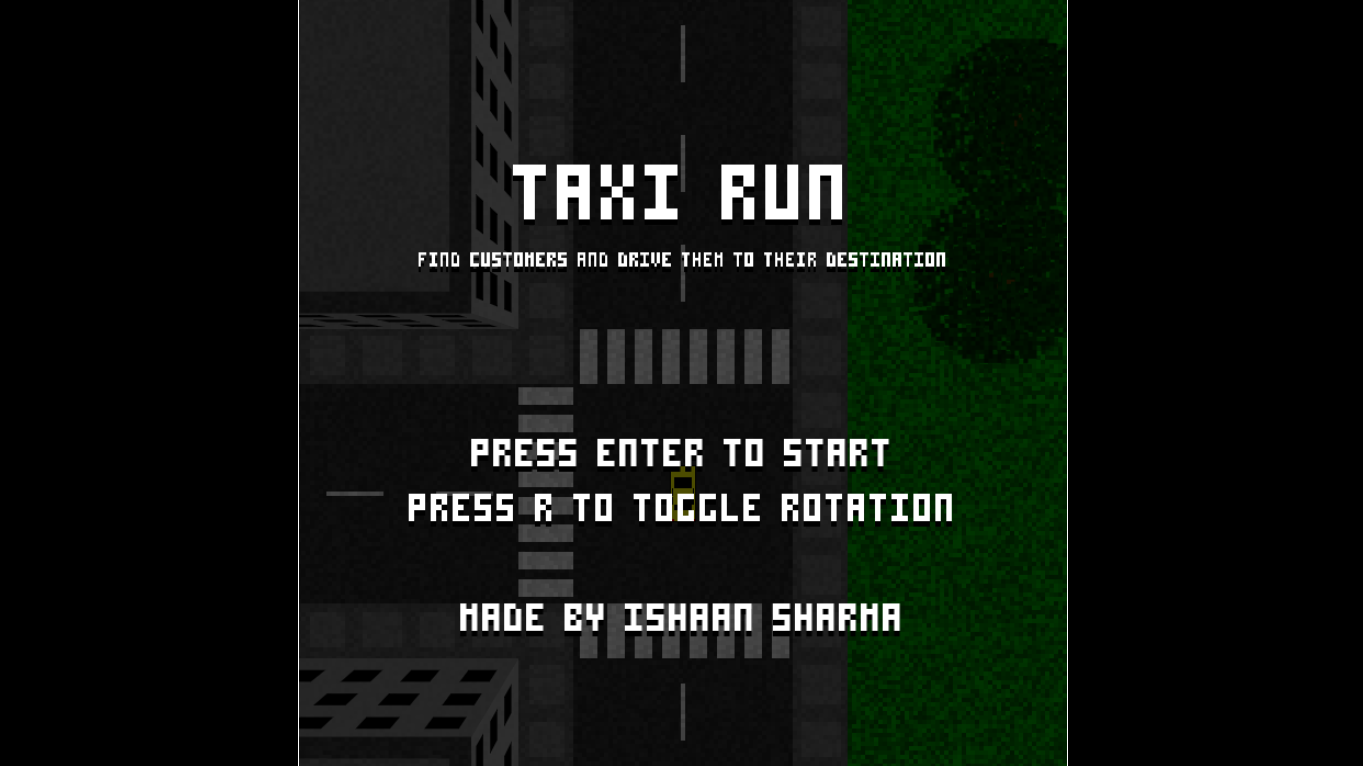 TAXI RUN
FIND CUSTOMERS AND DRIVE THEM TO THEIR DESTINATION
PRESS ENTER TO START
PRESS R TO TOGGLE ROTATION
MADE BY ISHAAN SHARMA